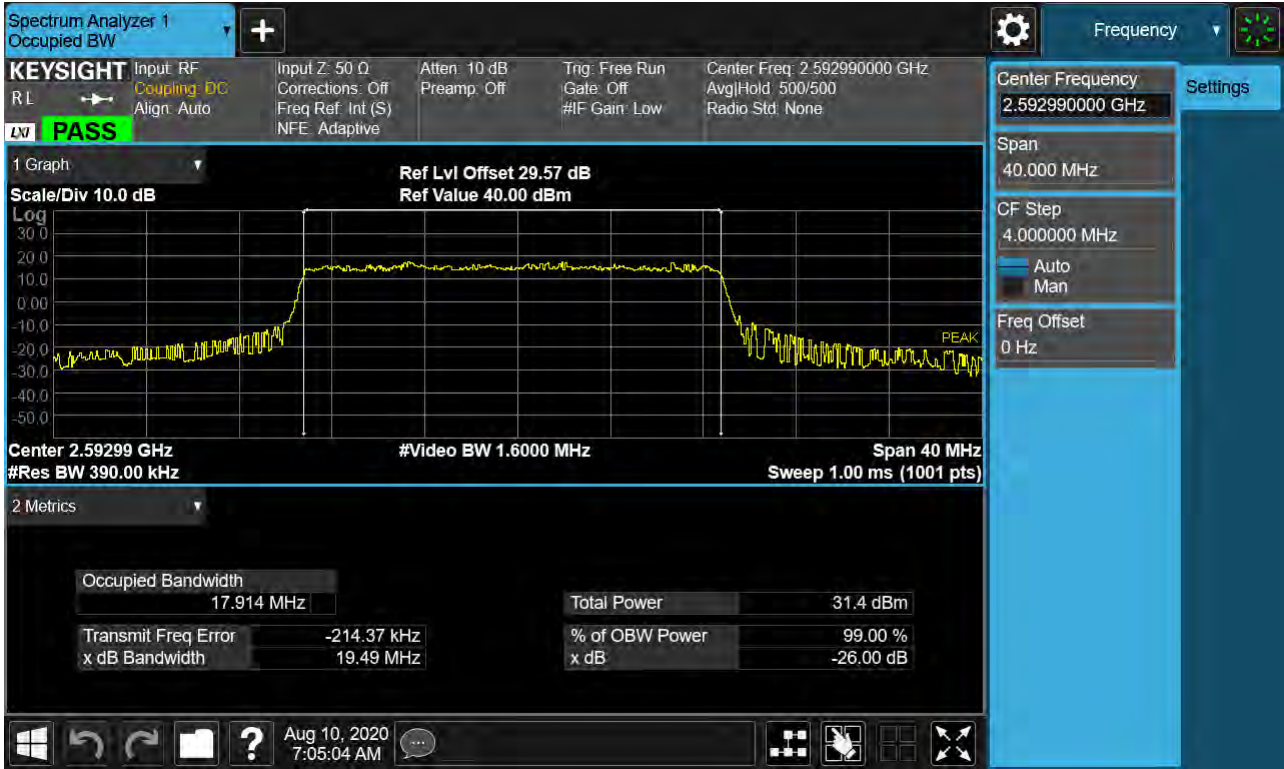 Spectrum Analyzer 1
Occupied BW
Frequency
KEYSIGHT
R L
LXI
PASS
Input: RF
Coupling: DC
Align: Auto
Input Z: 50 Ω
Corrections: Off
Freq Ref: Int (S)
NFE: Adaptive
Atten: 10 dB
Preamp: Off
Trig: Free Run
Gate: Off
#IF Gain: Low
Center Freq: 2.592990000 GHz
Avg|Hold: 500/500
Radio Std: None
1 Graph
Ref Lvl Offset 29.57 dB
Scale/Div 10.0 dB
Ref Value 40.00 dBm
Log
30.0
20.0
10.0
0.00
-10.0
-20.0
-30.0
-40.0
-50.0
PEAK
Center 2.59299 GHz
#Video BW 1.6000 MHz
Span 40 MHz
#Res BW 390.00 kHz
Sweep 1.00 ms (1001 pts)
2 Metrics
Occupied Bandwidth
17.914 MHz
Total Power 31.4 dBm
Transmit Freq Error -214.37 kHz
% of OBW Power 99.00 %
x dB Bandwidth 19.49 MHz
x dB -26.00 dB
Aug 10, 2020
7:05:04 AM
Center Frequency
2.592990000 GHz
Settings
Span
40.000 MHz
CF Step
4.000000 MHz
Auto
Man
Freq Offset
0 Hz